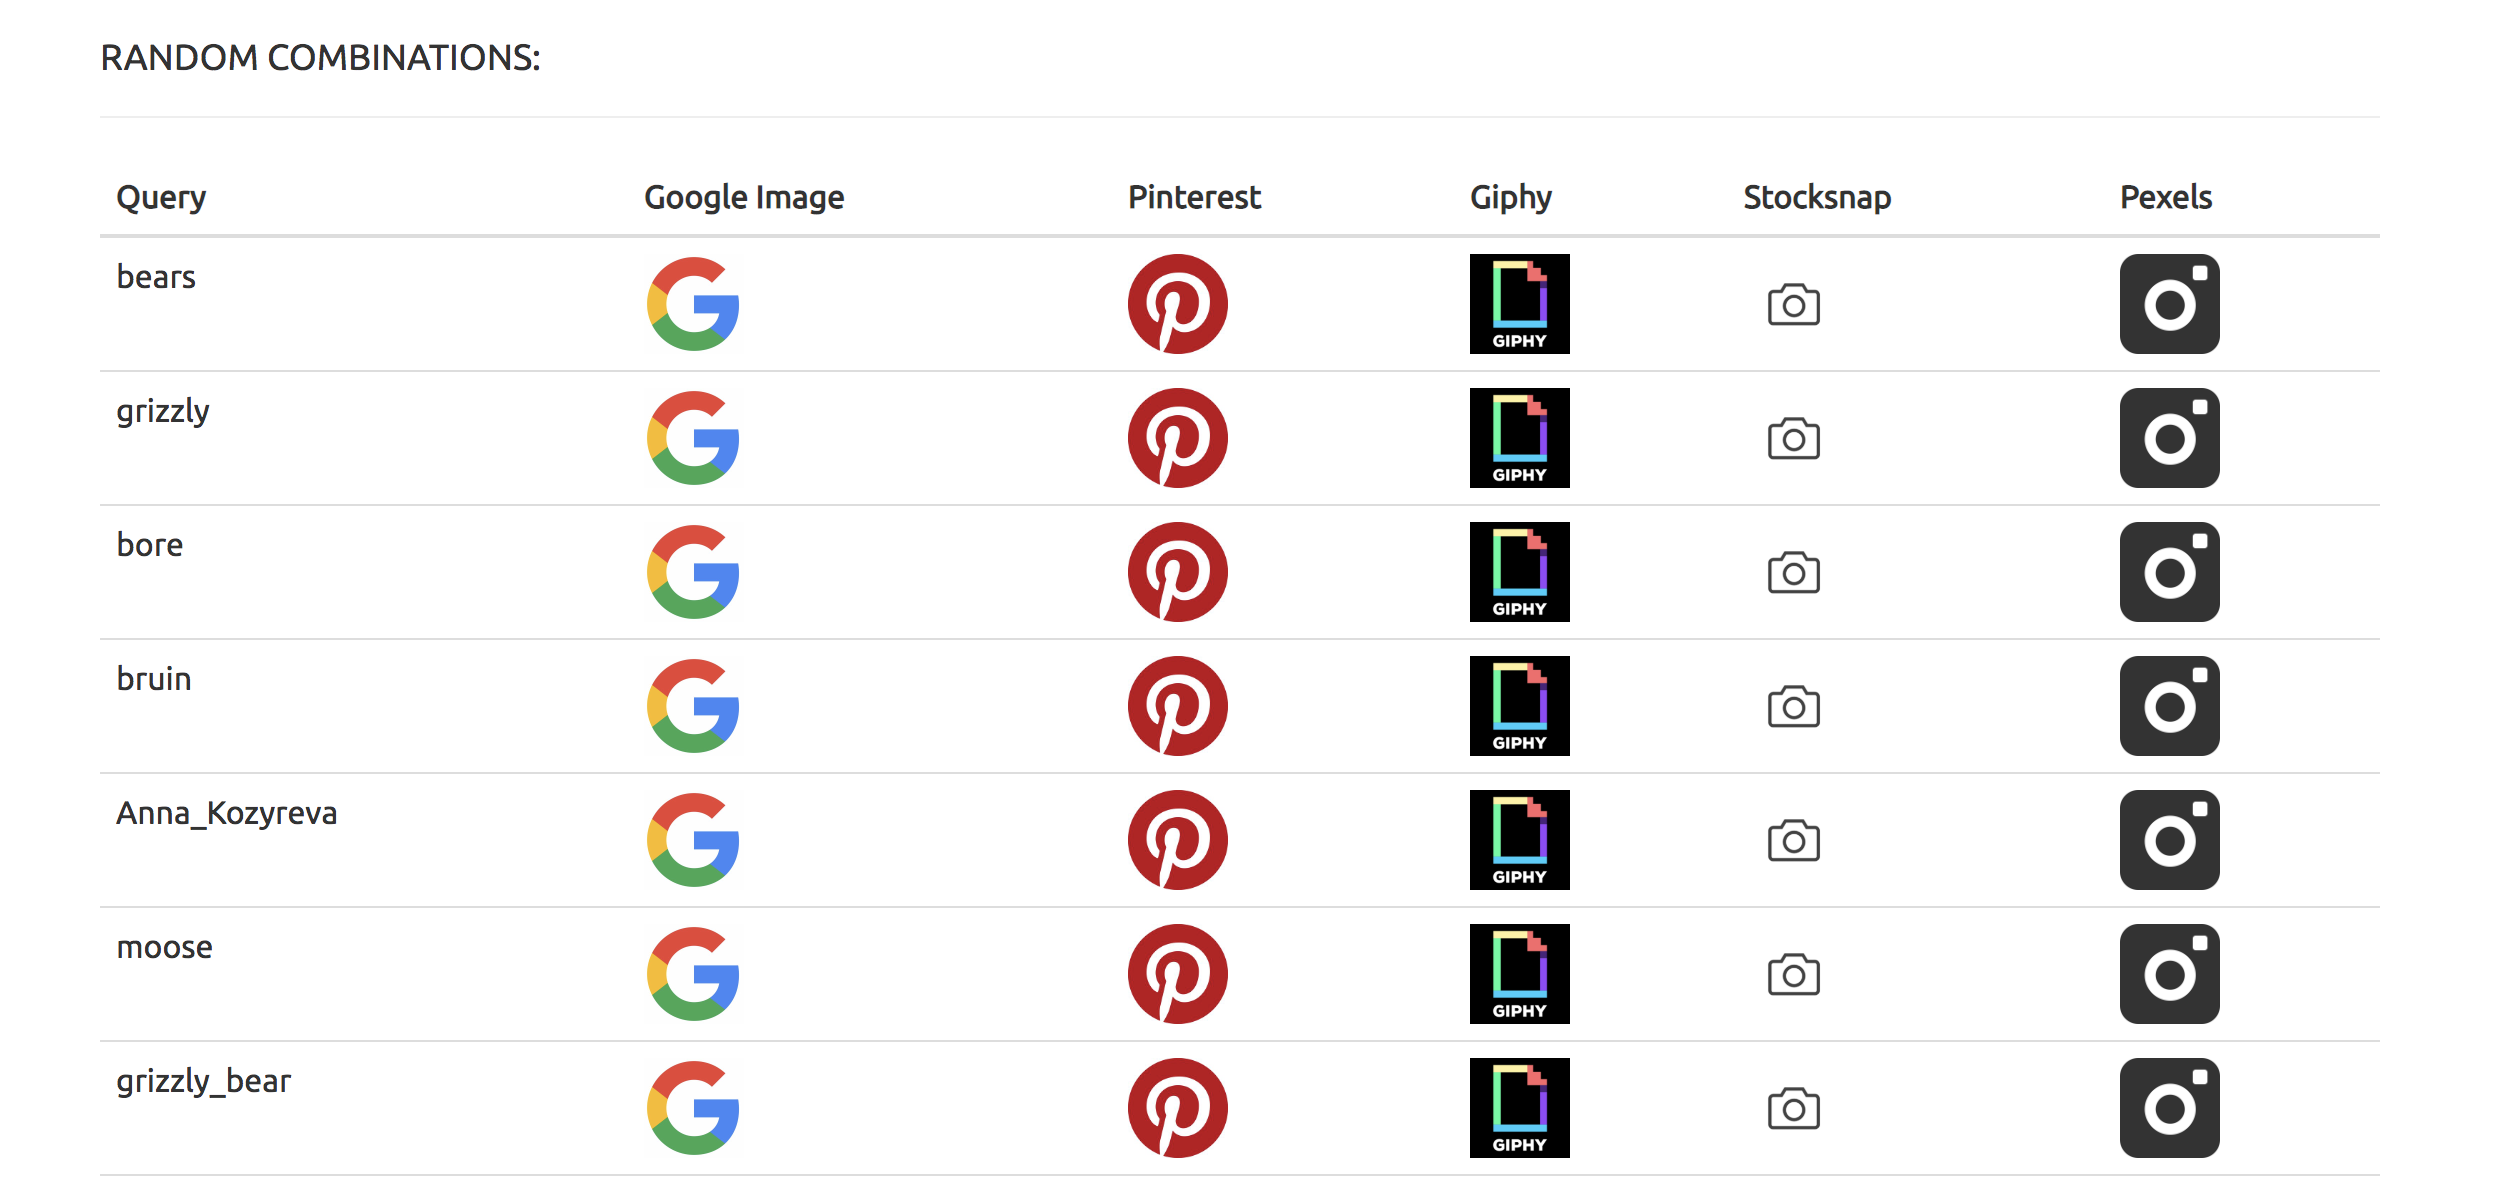 RANDOM COMBINATIONS:
Query Google Image Pinterest Giphy Stocksnap Pexels
bears GIPHY
grizzly GIPHY
bore GIPHY
bruin GIPHY
Anna_Kozyreva GIPHY
moose GIPHY
grizzly_bear GIPHY